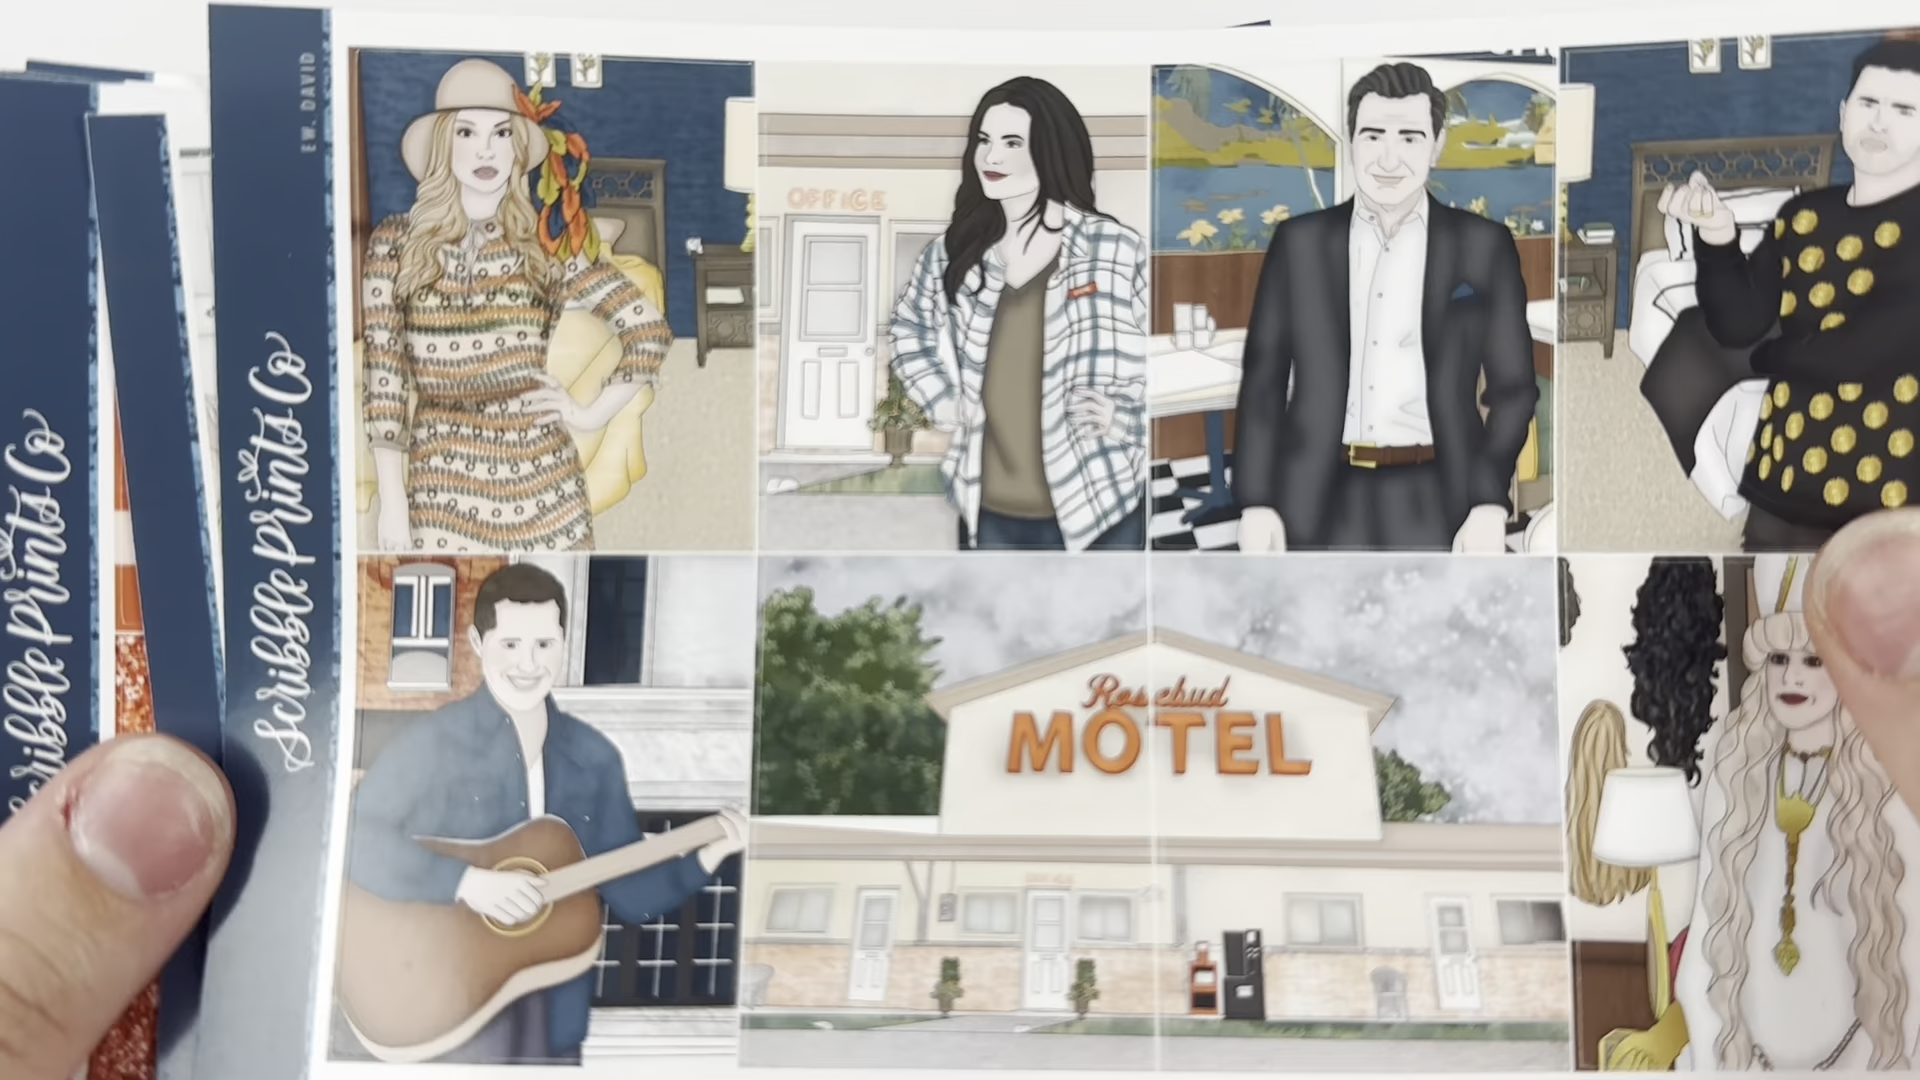 EW, DAVID
Scribble Prints Co
Scribble Prints Co
OFFICE
Rosebud
MOTEL